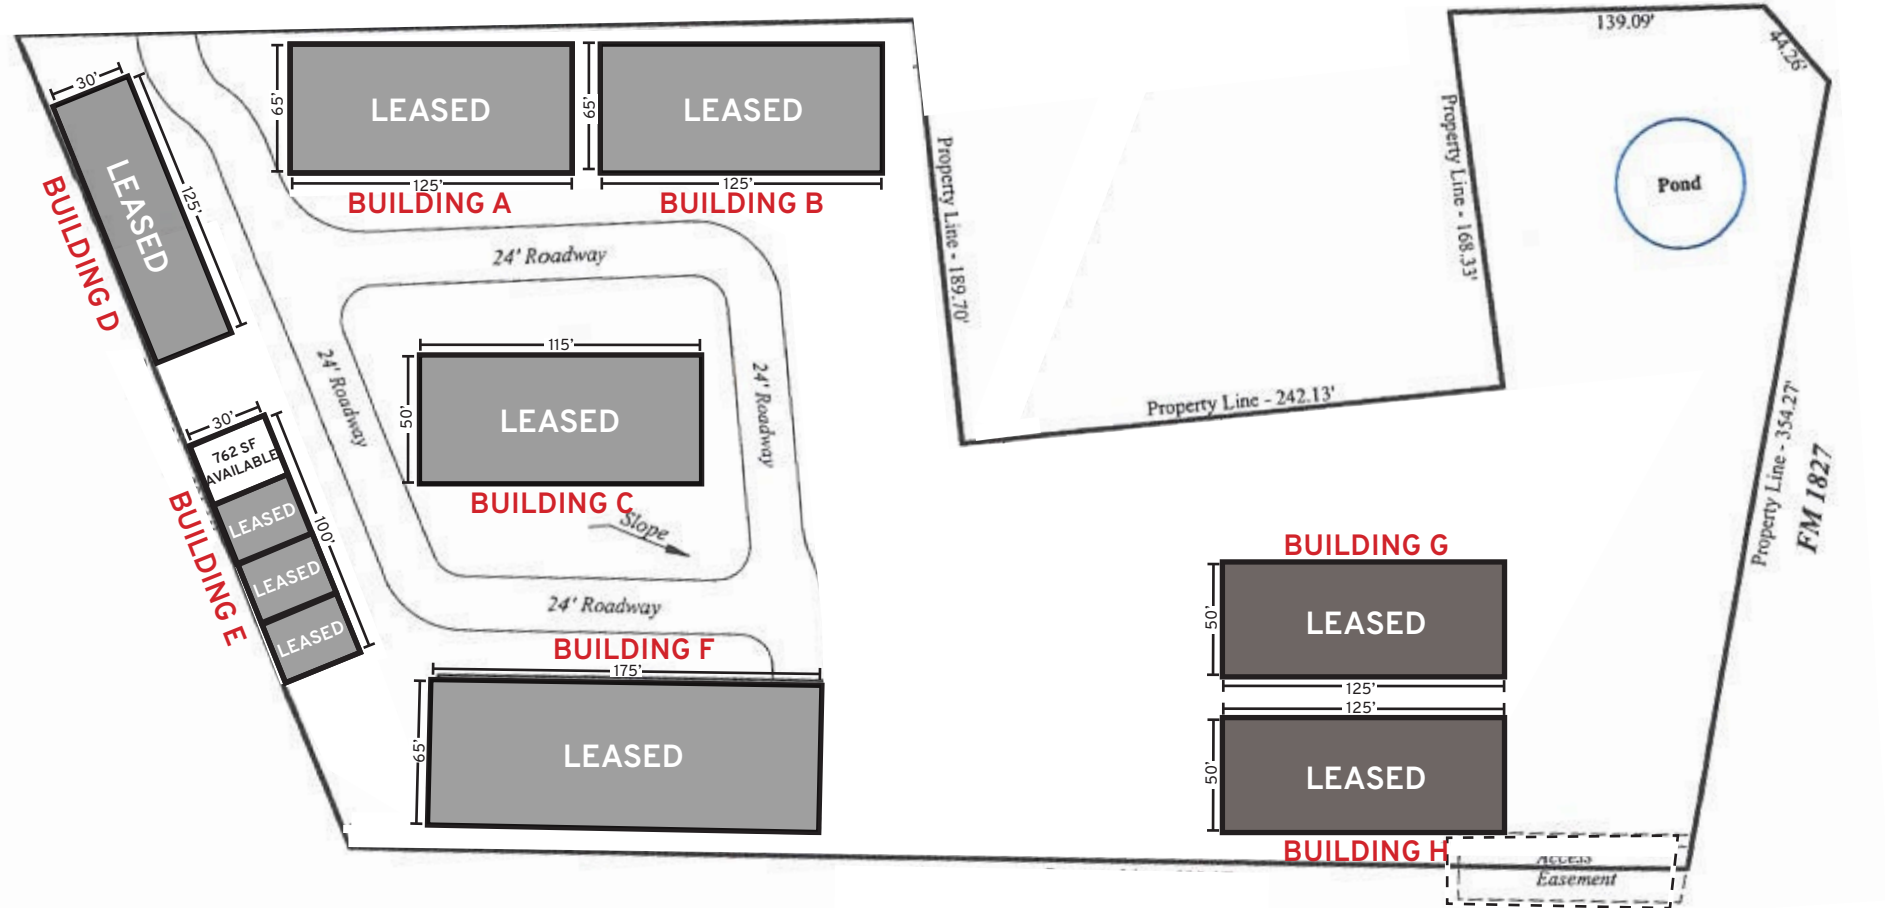 139.09'
44.26'
30'
65'
LEASED
65'
LEASED
125'
125'
BUILDING A
BUILDING B
LEASED
125'
BUILDING D
Property Line - 189.70'
Property Line - 168.33'
Pond
24' Roadway
115'
50'
LEASED
BUILDING C
24' Roadway
24' Roadway
Property Line - 242.13'
Property Line - 354.27'
FM 1827
30'
762 SF
AVAILABLE
LEASED
LEASED
LEASED
100'
BUILDING E
Slope
24' Roadway
BUILDING F
175'
65'
LEASED
BUILDING G
50'
LEASED
125'
125'
50'
LEASED
BUILDING H
Access
Easement